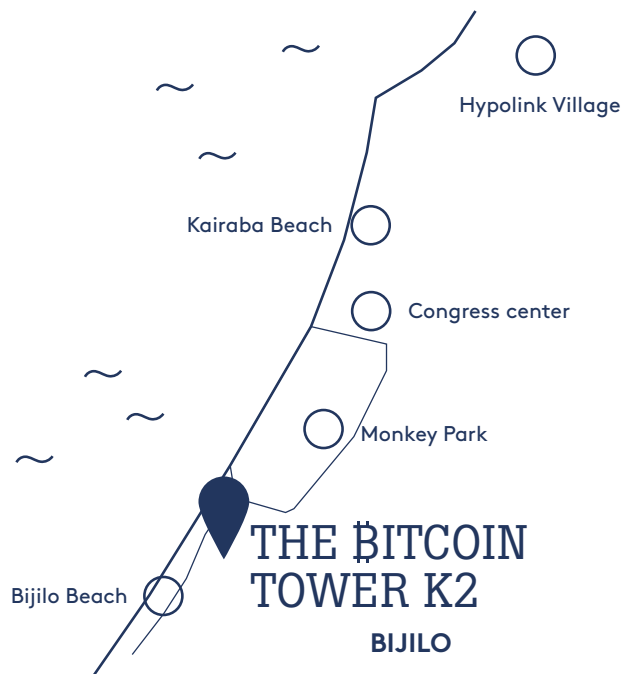 Hypolink Village
Kairaba Beach
Congress center
Monkey Park
THE ₿ITCOIN
TOWER K2
Bijilo Beach
BIJILO